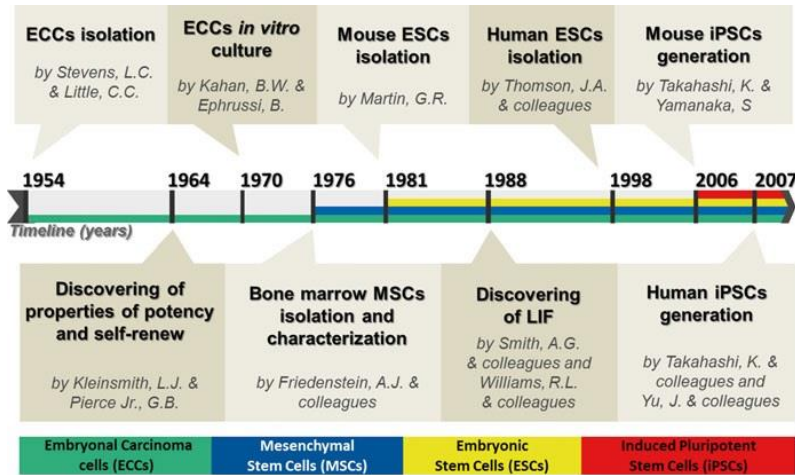 ECCs isolation
by Stevens, L.C.
& Little, C.C.
ECCs in vitro
culture
by Kahan, B.W. &
Ephrussi, B.
Mouse ESCs
isolation
by Martin, G.R.
Human ESCs
isolation
by Thomson, J.A.
& colleagues
Mouse iPSCs
generation
by Takahashi, K. &
Yamanaka, S
1954
1964
1970
1976
1981
1988
1998
2006
2007
Timeline (years)
Discovering of
properties of potency
and self-renew
by Kleinsmith, L.J. &
Pierce Jr., G.B.
Bone marrow MSCs
isolation and
characterization
by Friedenstein, A.J. &
colleagues
Discovering
of LIF
by Smith, A.G.
& colleagues and
Williams, R.L.
& colleagues
Human iPSCs
generation
by Takahashi, K. &
colleagues and
Yu, J. & colleagues
Embryonal Carcinoma
cells (ECCs)
Mesenchymal
Stem Cells (MSCs)
Embryonic
Stem Cells (ESCs)
Induced Pluripotent
Stem Cells (iPSCs)